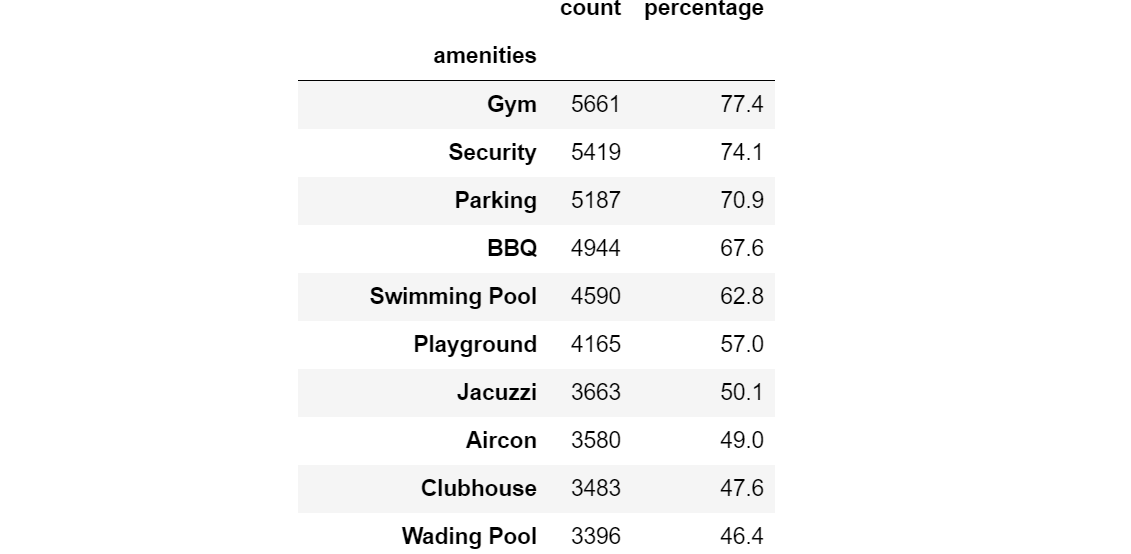 count percentage
amenities
Gym 5661 77.4
Security 5419 74.1
Parking 5187 70.9
BBQ 4944 67.6
Swimming Pool 4590 62.8
Playground 4165 57.0
Jacuzzi 3663 50.1
Aircon 3580 49.0
Clubhouse 3483 47.6
Wading Pool 3396 46.4